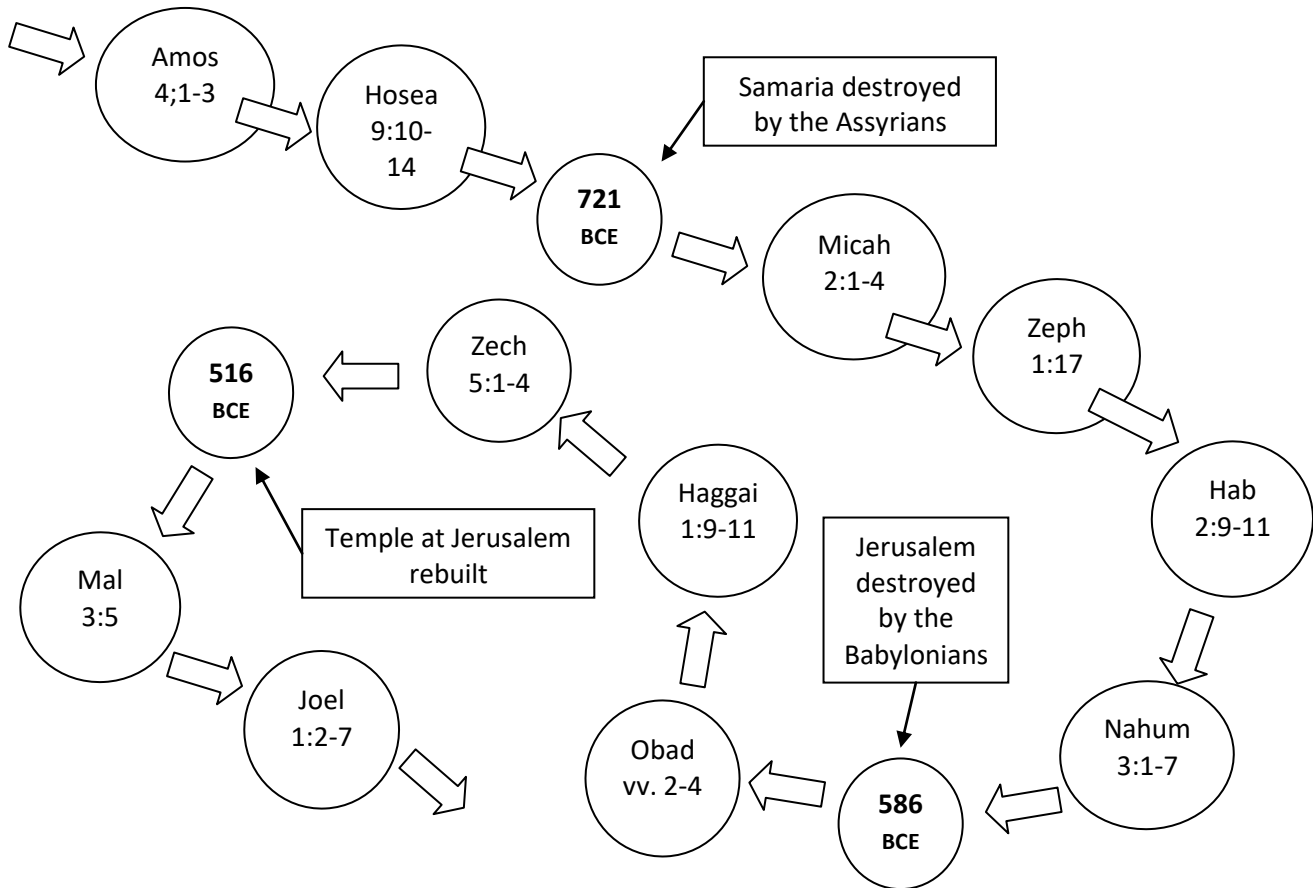 Amos
4;1-3
Hosea
9:10-
14
Samaria destroyed
by the Assyrians
721
BCE
Micah
2:1-4
Zeph
1:17
Hab
2:9-11
Nahum
3:1-7
Jerusalem
destroyed
by the
Babylonians
586
BCE
Obad
vv. 2-4
Haggai
1:9-11
Zech
5:1-4
516
BCE
Temple at Jerusalem
rebuilt
Mal
3:5
Joel
1:2-7